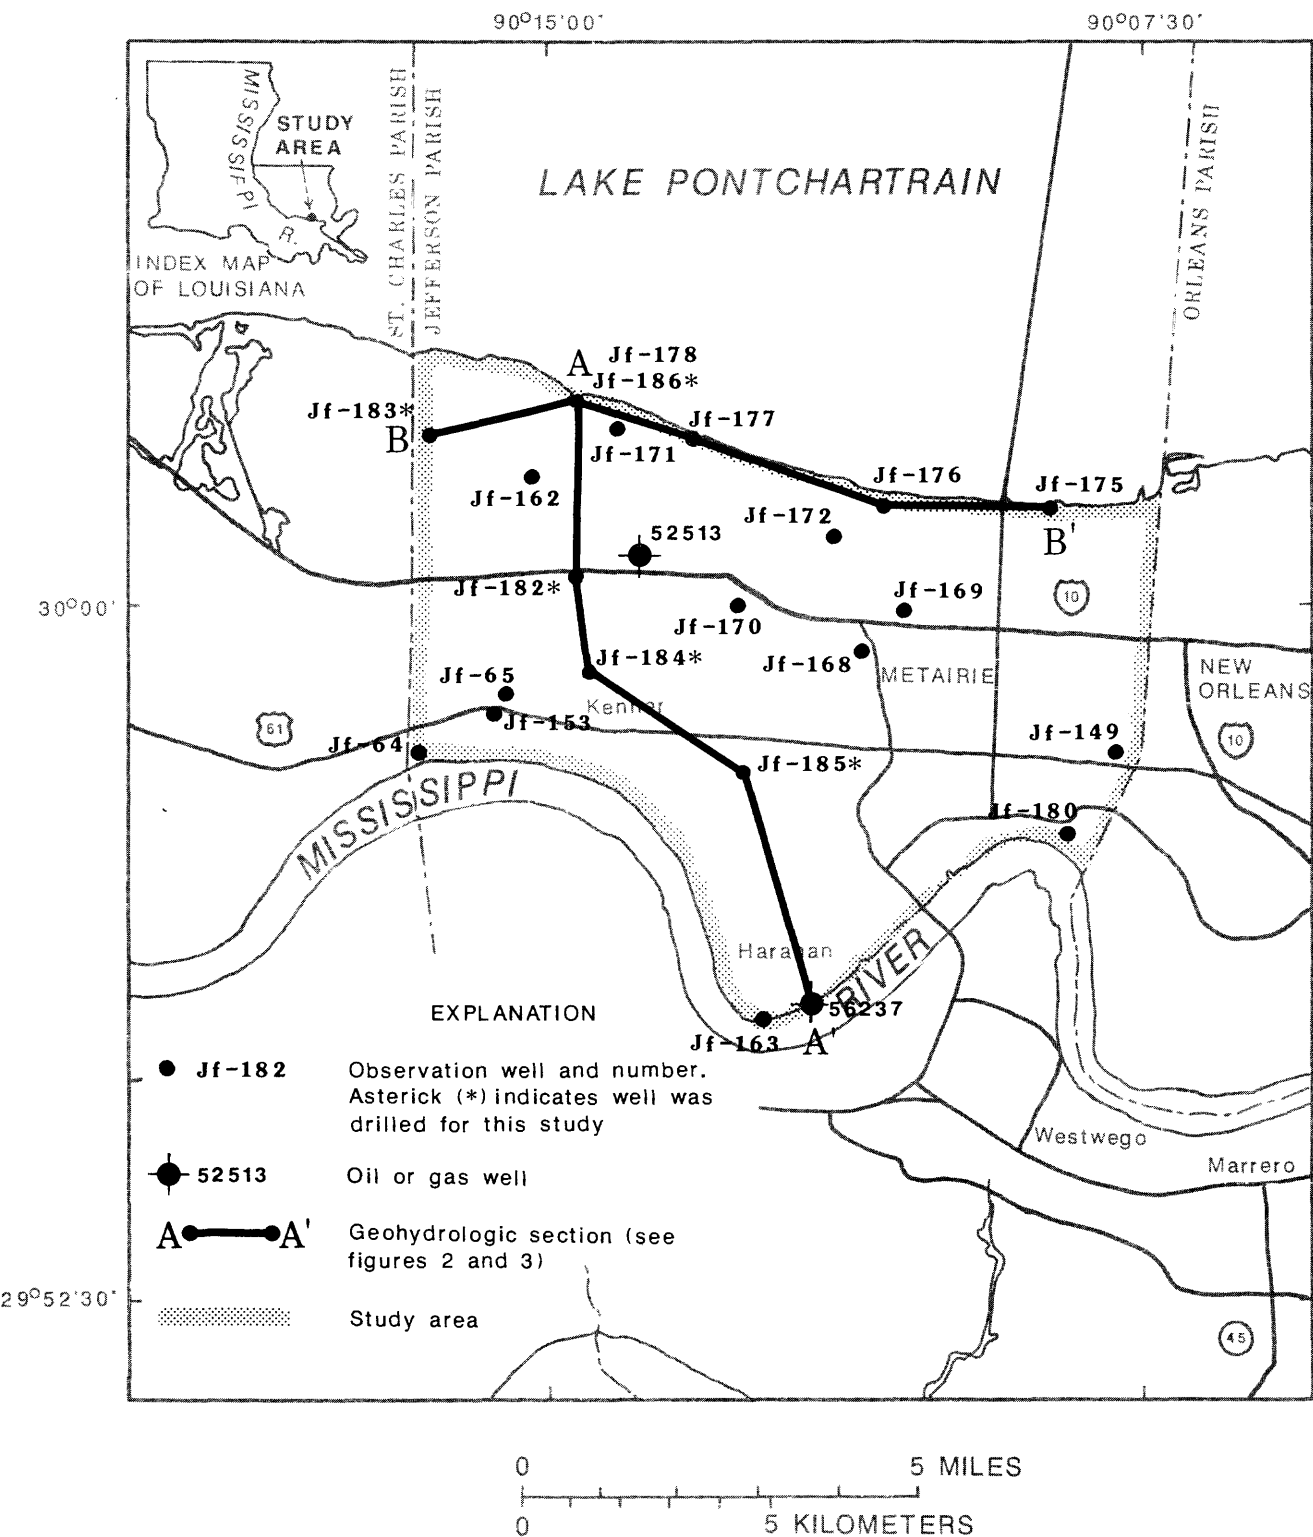 90°15'00"
90°07'30"
MISSISSIPPI
R.
STUDY
AREA
INDEX MAP
OF LOUISIANA
ST. CHARLES PARISH
JEFFERSON PARISH
LAKE PONTCHARTRAIN
ORLEANS PARISH
A
Jf-178
Jf-186*
Jf-183*
B
Jf-177
Jf-171
Jf-162
Jf-176
Jf-175
Jf-172
52513
B'
Jf-182*
30°00'
Jf-170
Jf-169
10
Jf-184*
Jf-168
METAIRIE
NEW
ORLEANS
Jf-65
Kenner
61
Jf-153
Jf-64
Jf-149
10
Jf-185*
MISSISSIPPI
Jf-180
Harahan
RIVER
56237
Jf-163
A'
EXPLANATION
Jf-182
Observation well and number.
Asterick (*) indicates well was
drilled for this study
52513
Oil or gas well
A A'
Geohydrologic section (see
figures 2 and 3)
Study area
Westwego
Marrero
29°52'30"
45
0 5 MILES
0 5 KILOMETERS